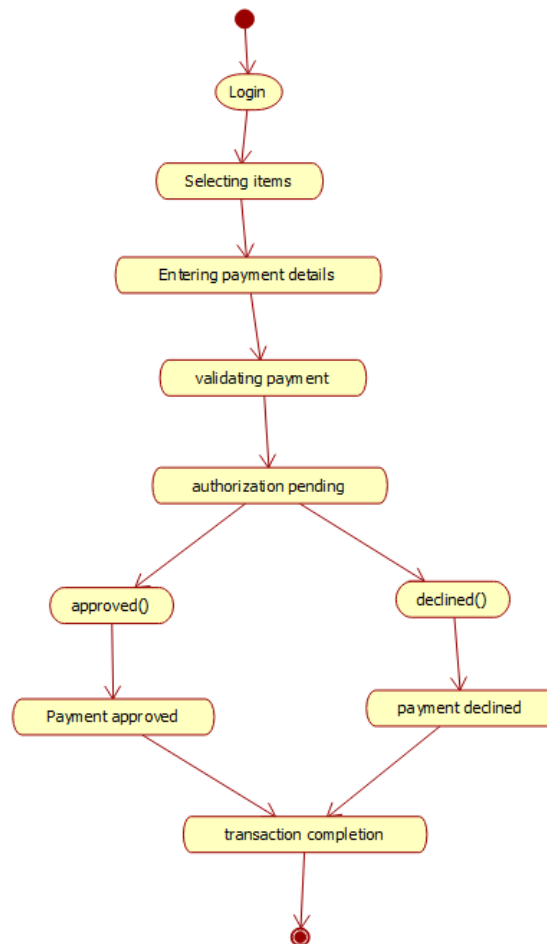 Login
Selecting items
Entering payment details
validating payment
authorization pending
approved()
declined()
Payment approved
payment declined
transaction completion